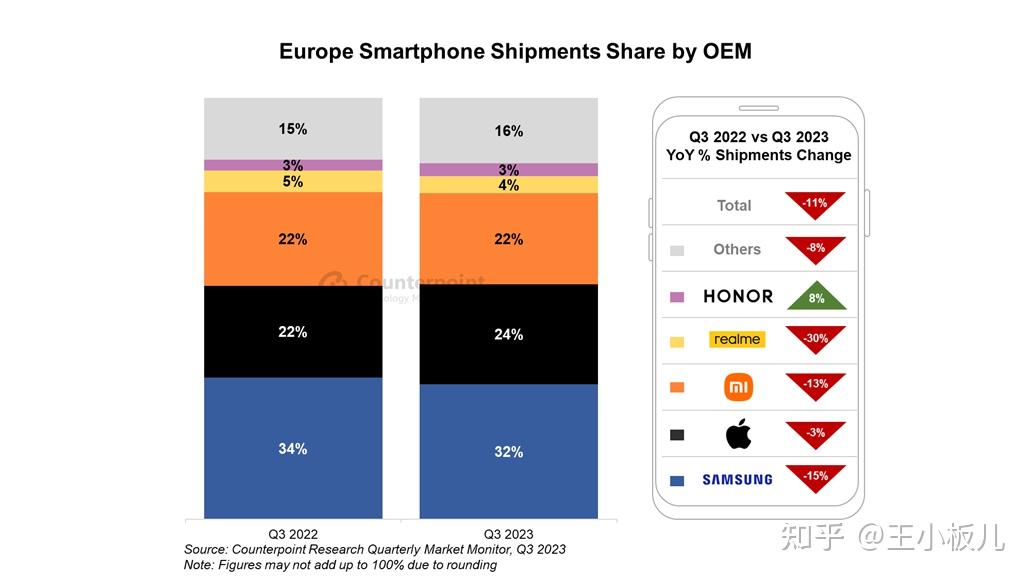 Europe Smartphone Shipments Share by OEM
15%
3%
5%
22%
22%
34%
16%
3%
4%
22%
24%
32%
Q3 2022
Q3 2023
Counterpoint
Q3 2022 vs Q3 2023
YoY % Shipments Change
Total -11%
Others -8%
HONOR 8%
realme -30%
mi -13%
-3%
SAMSUNG -15%
Source: Counterpoint Research Quarterly Market Monitor, Q3 2023
Note: Figures may not add up to 100% due to rounding
知乎 @王小板儿